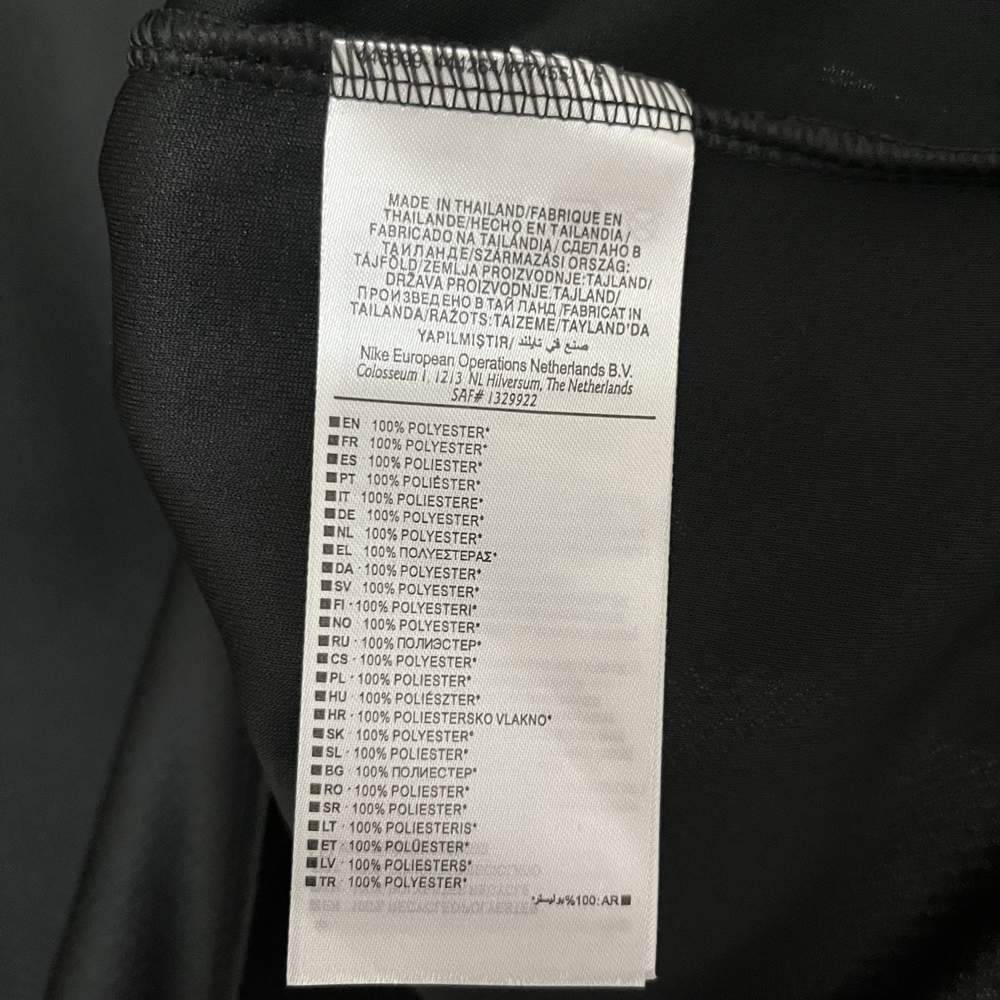 MADE IN THAILAND/FABRIQUE EN
THAILANDE/HECHO EN TAILANDIA/
FABRICADO NA TAILÂNDIA / СДЕЛАНО В
ТАИЛАНДЕ/SZÁRMAZÁSI ORSZÁG:
TÁJFÖLD/ZEMLJA PROIZVODNJE:TAJLAND/
DRŽAVA PROIZVODNJE:TAJLAND/
ПРОИЗВЕДЕНО В ТАЙЛАНД /FABRICAT IN
TAILANDA/RAŽOTS:TAIZEME/TAYLAND'DA
YAPILMIŞTIR/ صنع في تايلند
Nike European Operations Netherlands B.V.
Colosseum 1, 1213 NL Hilversum, The Netherlands
SAF# 1329922
EN 100% POLYESTER*
FR 100% POLYESTER*
ES 100% POLIESTER*
PT 100% POLIÉSTER*
IT 100% POLIESTERE*
DE 100% POLYESTER*
NL 100% POLYESTER*
EL 100% ΠΟΛΥΕΣΤΕΡΑΣ*
DA 100% POLYESTER*
SV 100% POLYESTER*
FI · 100% POLYESTERI*
NO 100% POLYESTER*
RU · 100% ПОЛИЭСТЕР*
CS · 100% POLYESTER*
PL · 100% POLIESTER*
HU · 100% POLIÉSZTER*
HR · 100% POLIESTERSKO VLAKNO*
SK · 100% POLYESTER*
SL · 100% POLIESTER*
BG · 100% ПОЛИЕСТЕР*
RO · 100% POLIESTER*
SR · 100% POLIESTER*
LT · 100% POLIESTERIS*
ET · 100% POLÜESTER*
LV · 100% POLIESTERS*
TR · 100% POLYESTER*
AR :100% بوليستر*